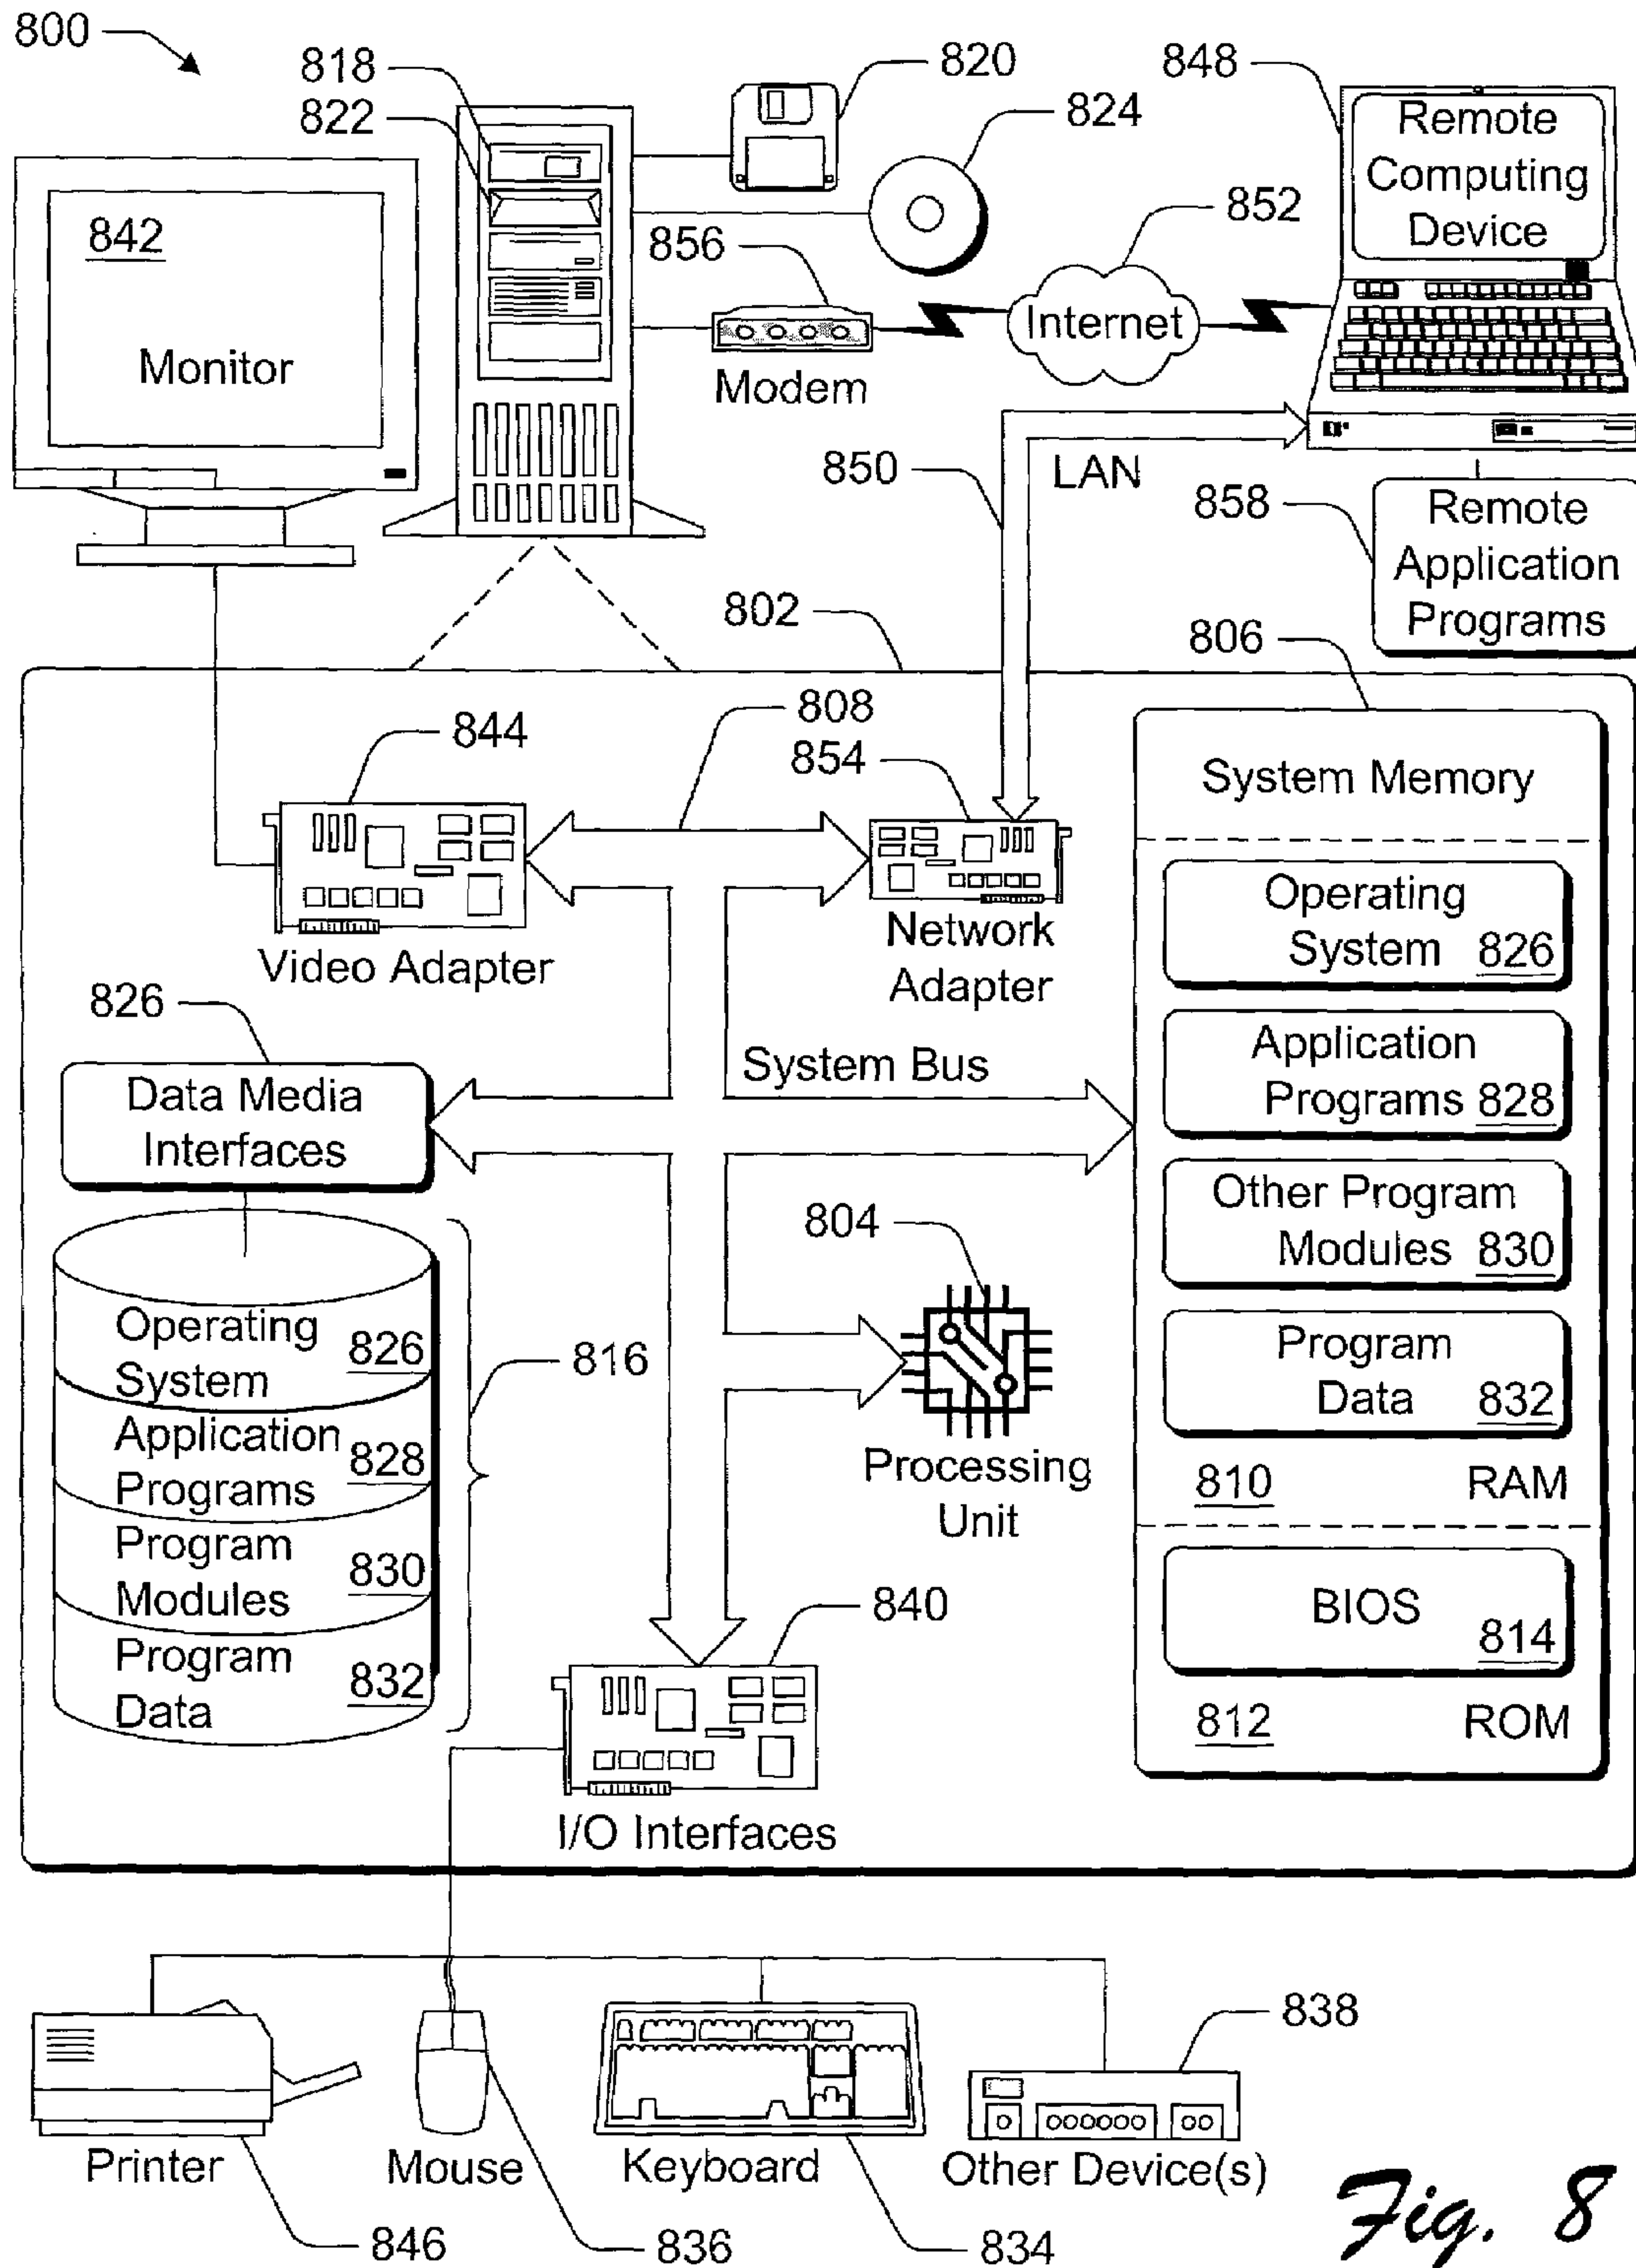 800
818
822
820
824
848
Remote
Computing
Device
842
Monitor
856
Modem
852
Internet
850
LAN
858
Remote
Application
Programs
802
806
844
808
854
Video Adapter
Network
Adapter
System Memory
Operating
System 826
Application
Programs 828
Other Program
Modules 830
Program
Data 832
810 RAM
BIOS
814
812 ROM
826
Data Media
Interfaces
System Bus
804
Processing
Unit
Operating
System 826
Application
Programs 828
Program
Modules 830
Program
Data 832
816
840
I/O Interfaces
838
Printer
Mouse
Keyboard
Other Device(s)
846
836
834
Fig. 8